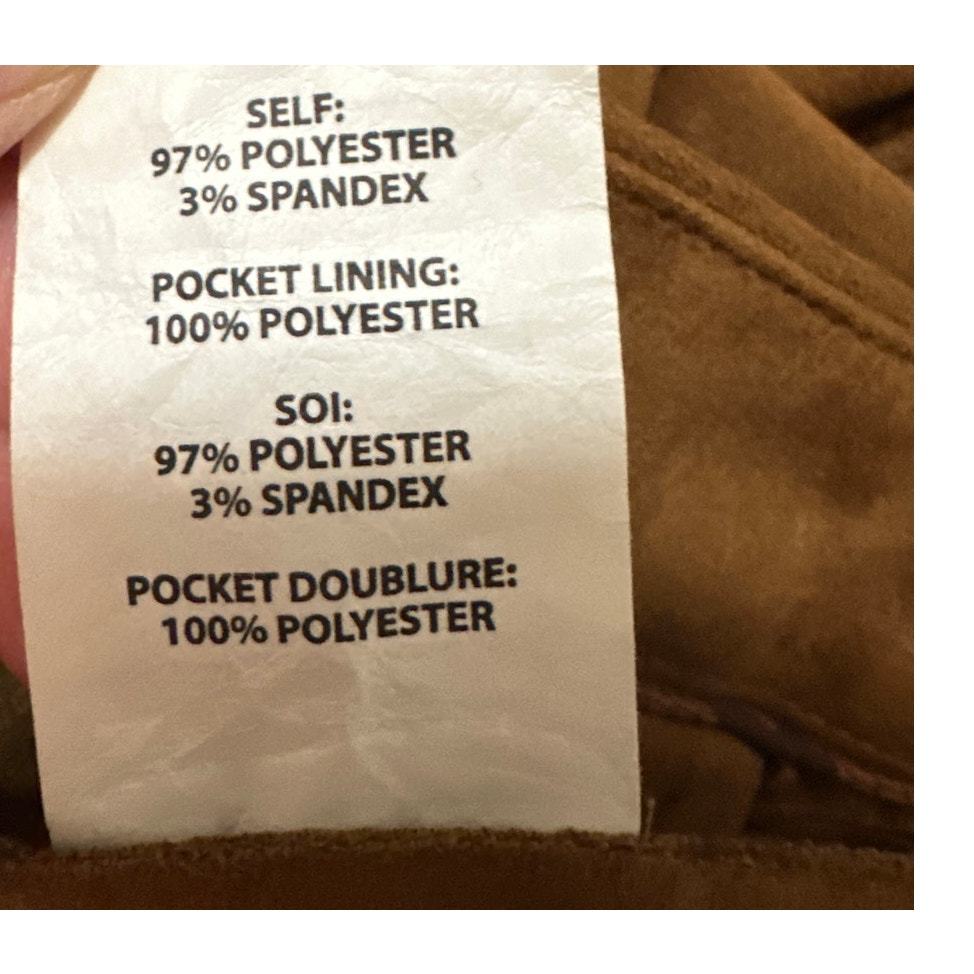 SELF:
97% POLYESTER
3% SPANDEX
POCKET LINING:
100% POLYESTER
SOI:
97% POLYESTER
3% SPANDEX
POCKET DOUBLURE:
100% POLYESTER